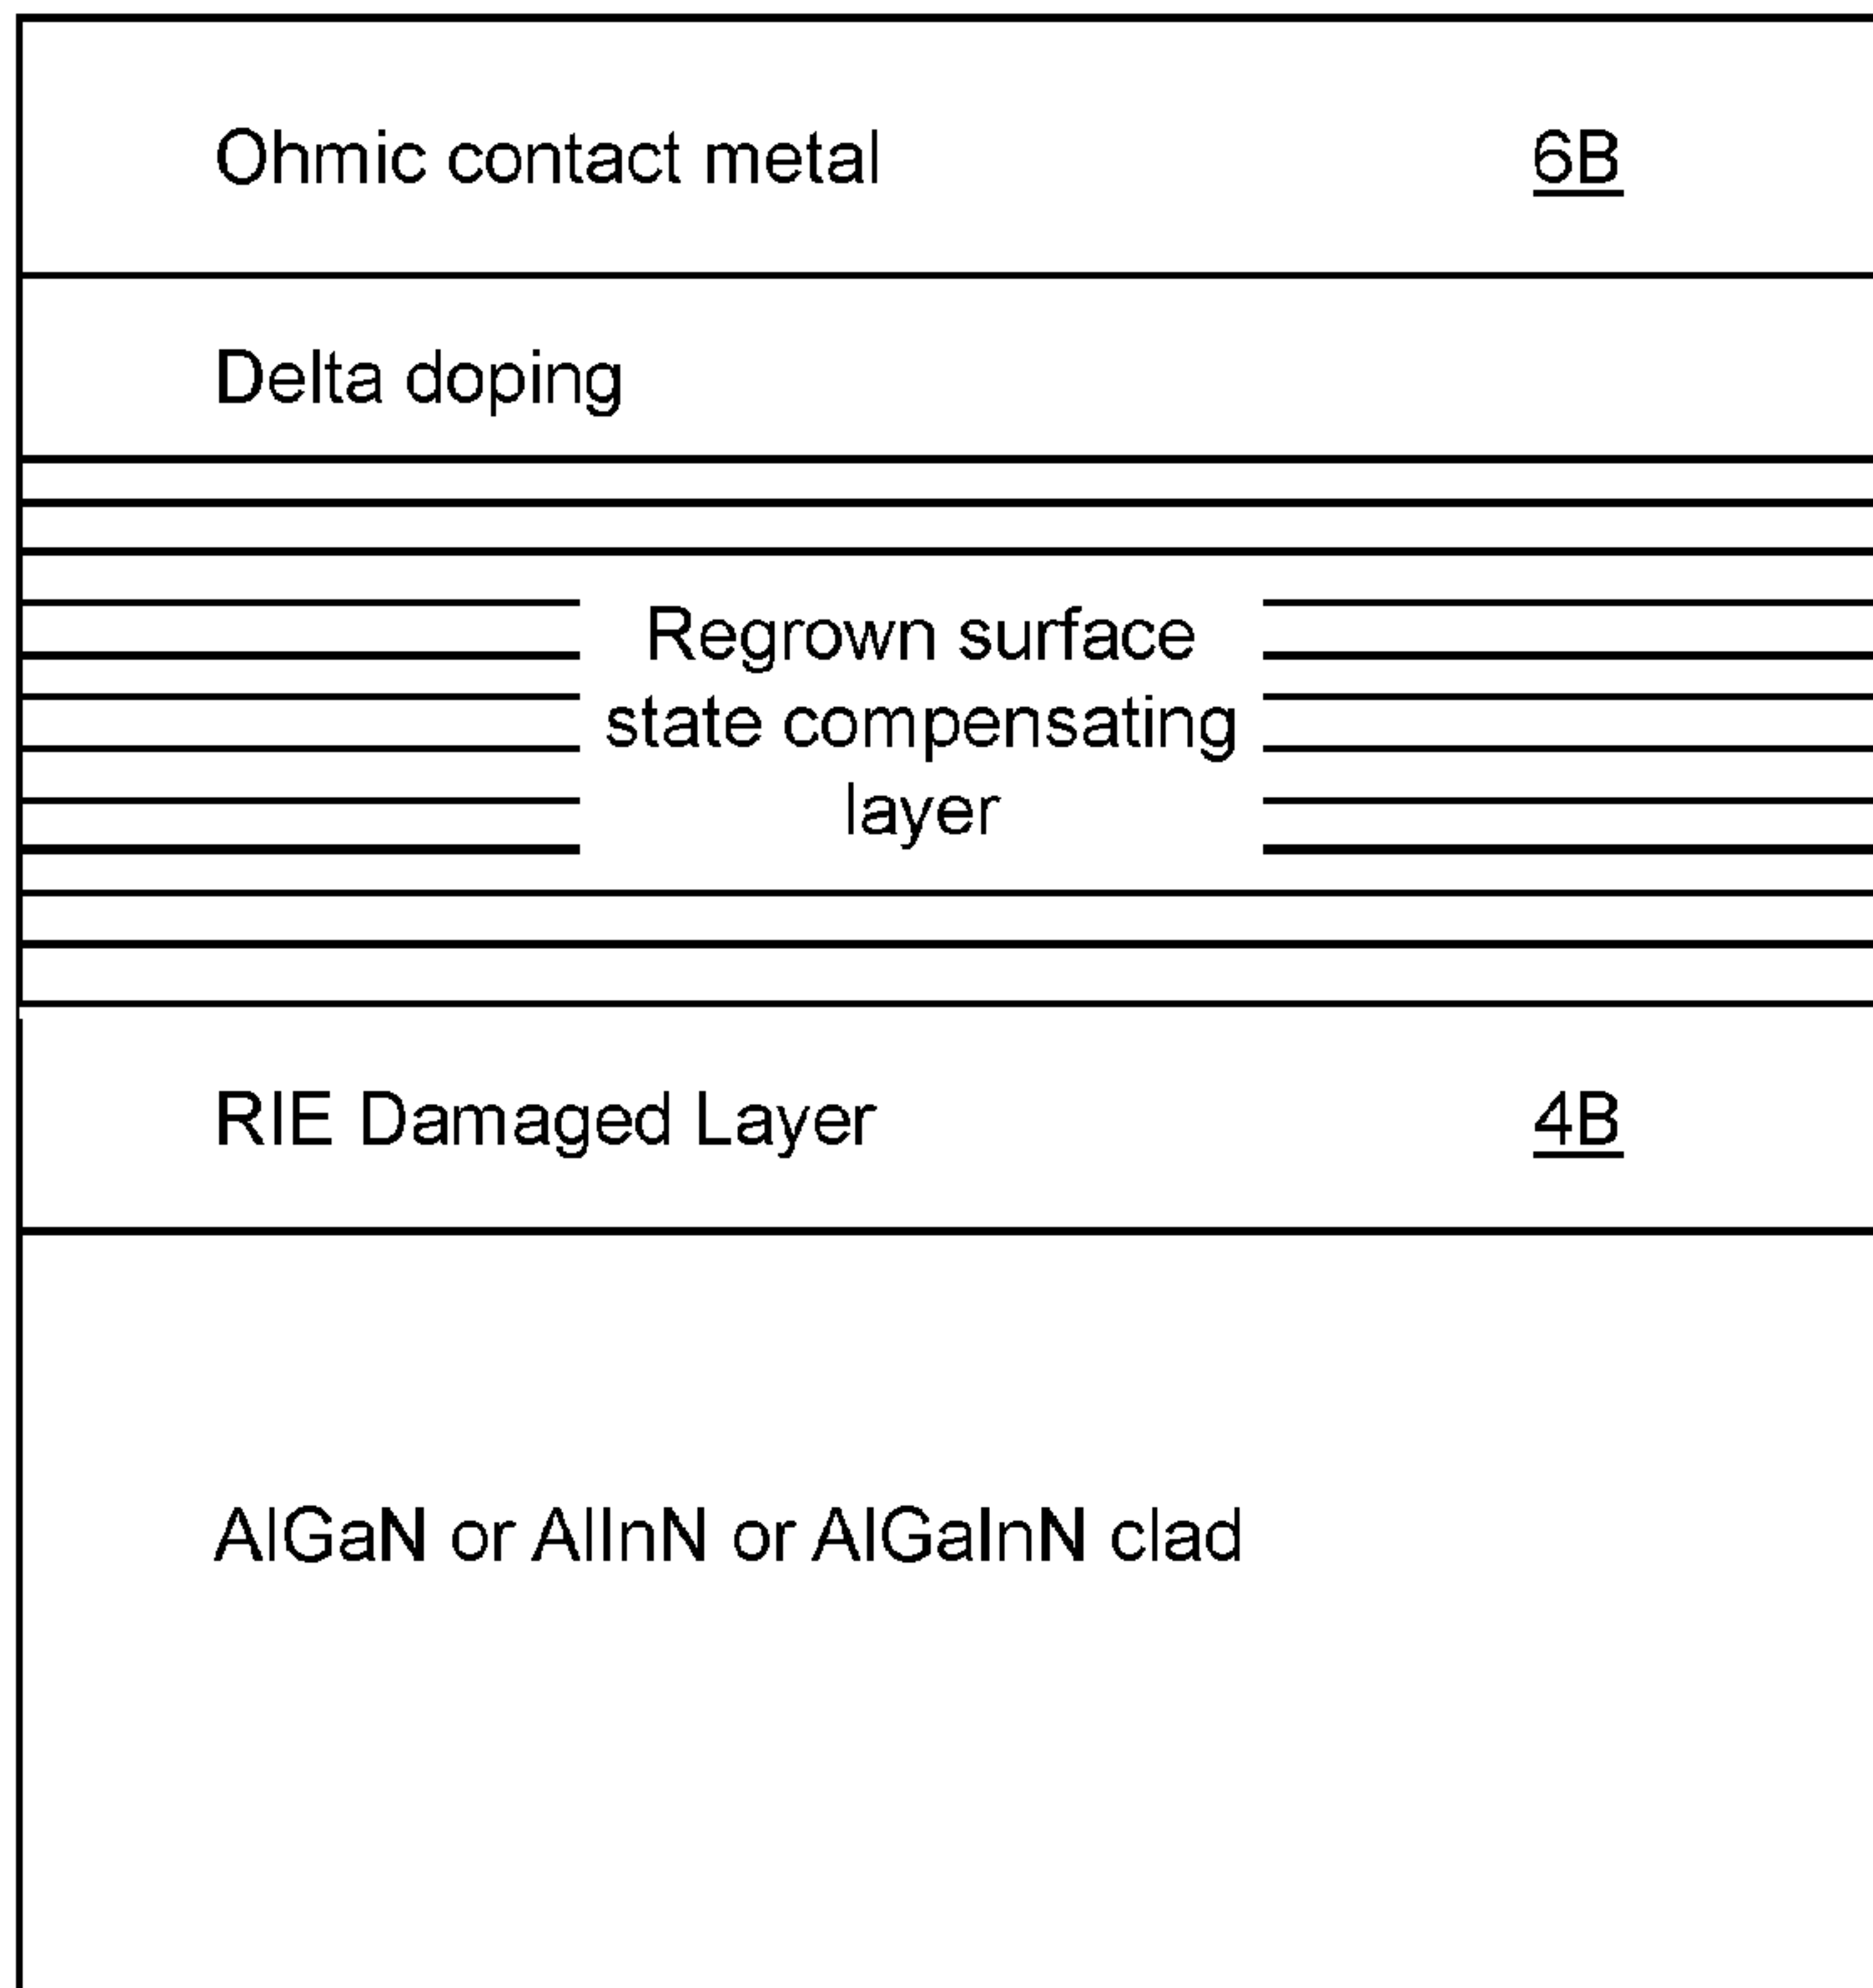 Ohmic contact metal 6B
Delta doping
Regrown surface
state compensating
layer
RIE Damaged Layer 4B
AlGaN or AlInN or AlGaInN clad